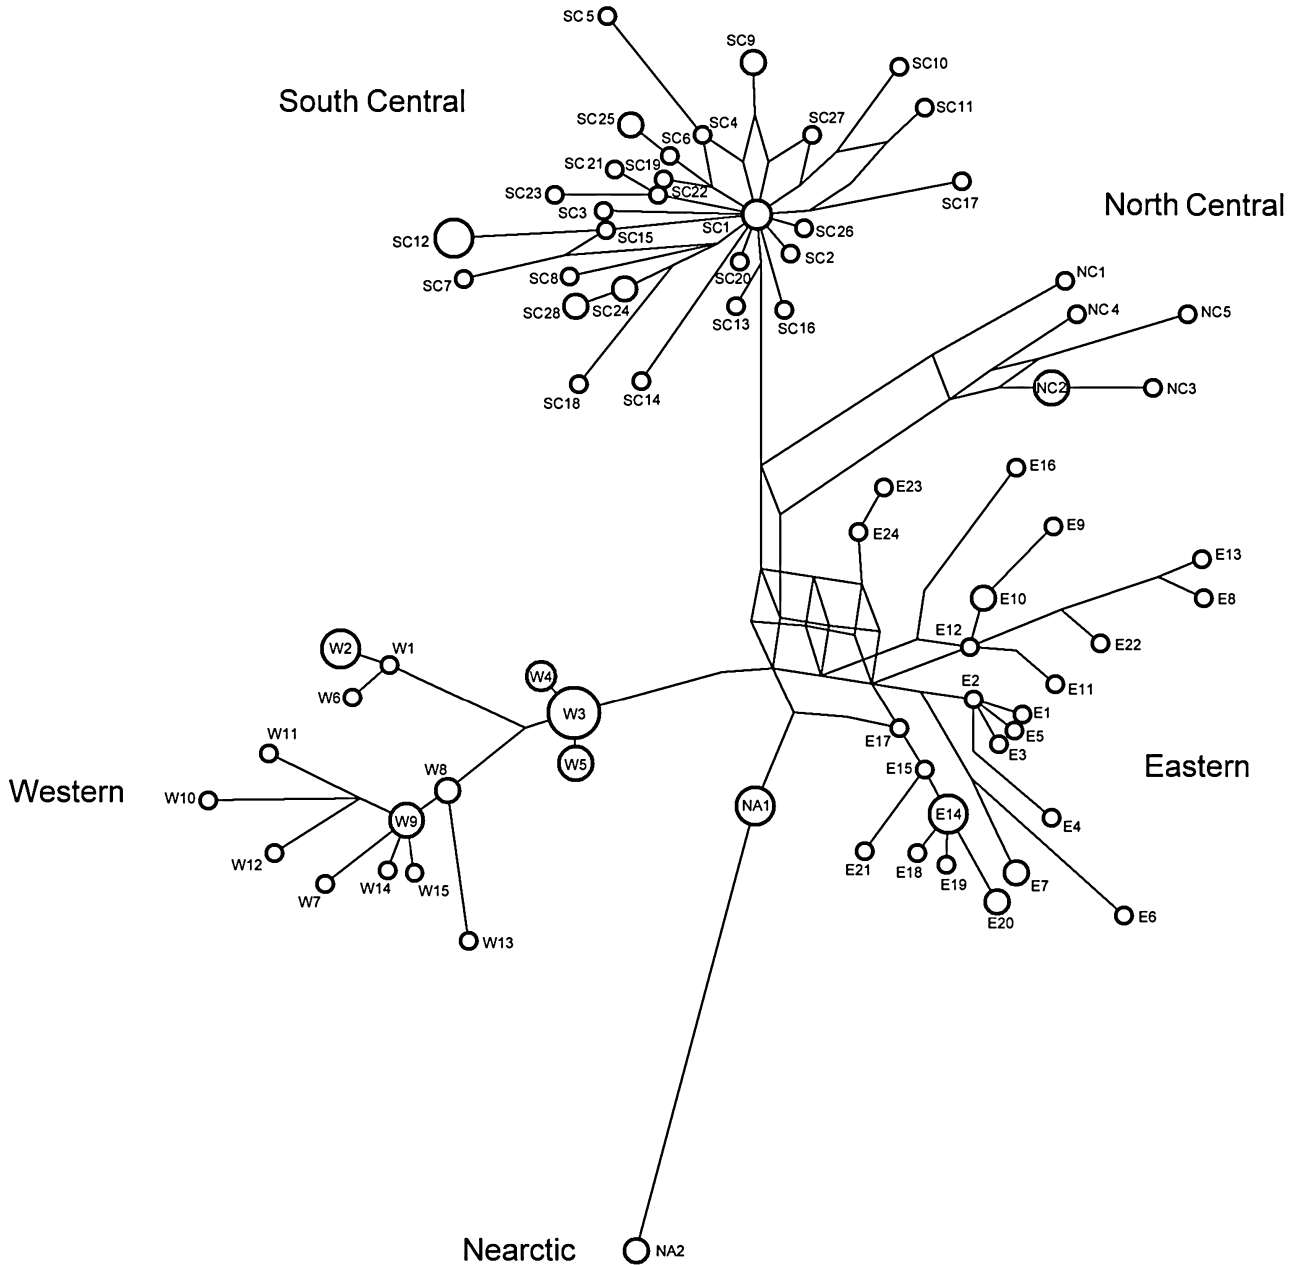 SC5
SC9
SC10
South Central
SC11
SC25
SC4
SC27
SC6
SC21
SC19
SC22
SC23
SC17
North Central
SC3
SC1
SC26
SC12
SC15
SC2
SC20
SC7
SC8
NC1
SC28
SC24
SC13
SC16
NC4
NC5
NC2
NC3
SC18
SC14
E16
E23
E9
E24
E13
E10
E8
E12
E22
W2
W1
W4
E2
E11
W6
W3
E1
E5
E17
E3
W11
W5
W8
E15
Eastern
Western
W10
NA1
W9
E14
E4
W12
E21
E18
E19
E7
W14
W15
W7
E20
E6
W13
Nearctic
NA2